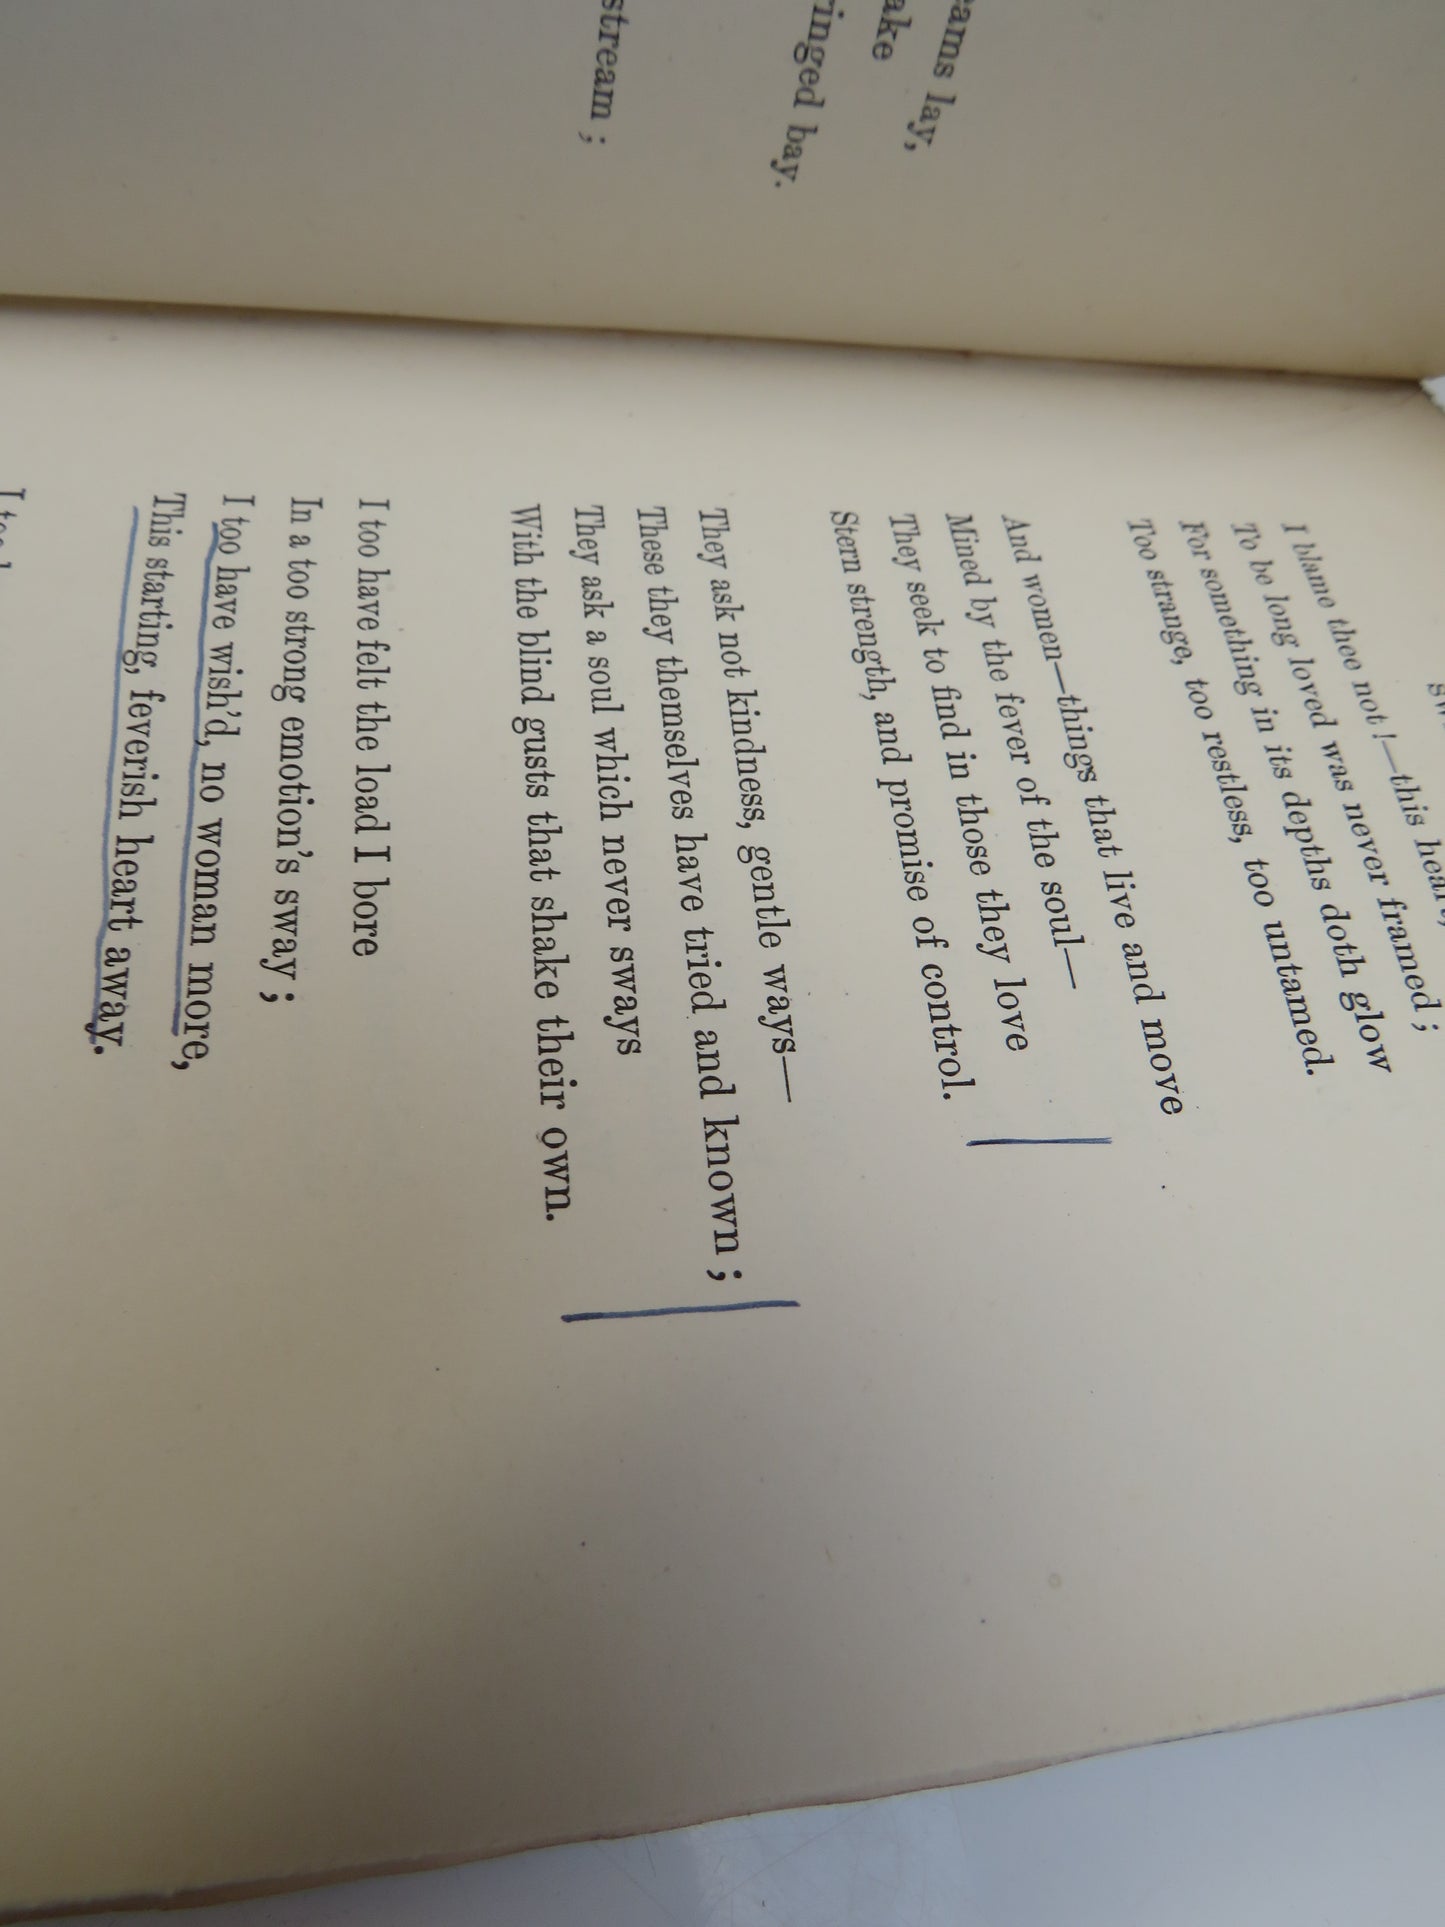 eams lay,
ake
ringed bay.
stream ;
I blame thee not !—this heart,
To be long loved was never framed ;
For something in its depths doth glow
Too strange, too restless, too untamed.
And women—things that live and move
Mined by the fever of the soul—
They seek to find in those they love
Stern strength, and promise of control.
They ask not kindness, gentle ways—
These they themselves have tried and known ;
They ask a soul which never sways
With the blind gusts that shake their own.
I too have felt the load I bore
In a too strong emotion's sway ;
I too have wish'd, no woman more,
This starting, feverish heart away.
I too